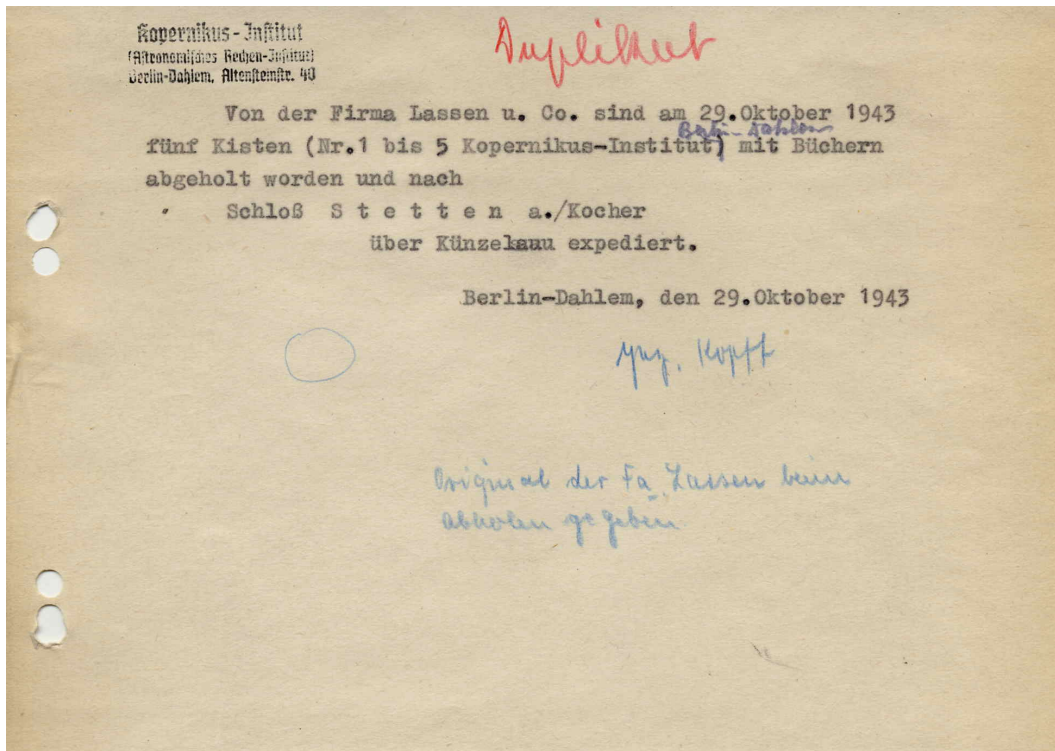 Kopernikus-Institut
(Astronomisches Rechen-Institut)
Berlin-Dahlem, Altensteinstr. 40
Duplikat
Von der Firma Lassen u. Co. sind am 29.Oktober 1943
Berlin-Dahlem
fünf Kisten (Nr.1 bis 5 Kopernikus-Institut) mit Büchern
abgeholt worden und nach
Schloß S t e t t e n a./Kocher
über Künzelsau expediert.
Berlin-Dahlem, den 29.Oktober 1943
gez. Kopff
Original der Fa. Lassen beim
abholen gegeben